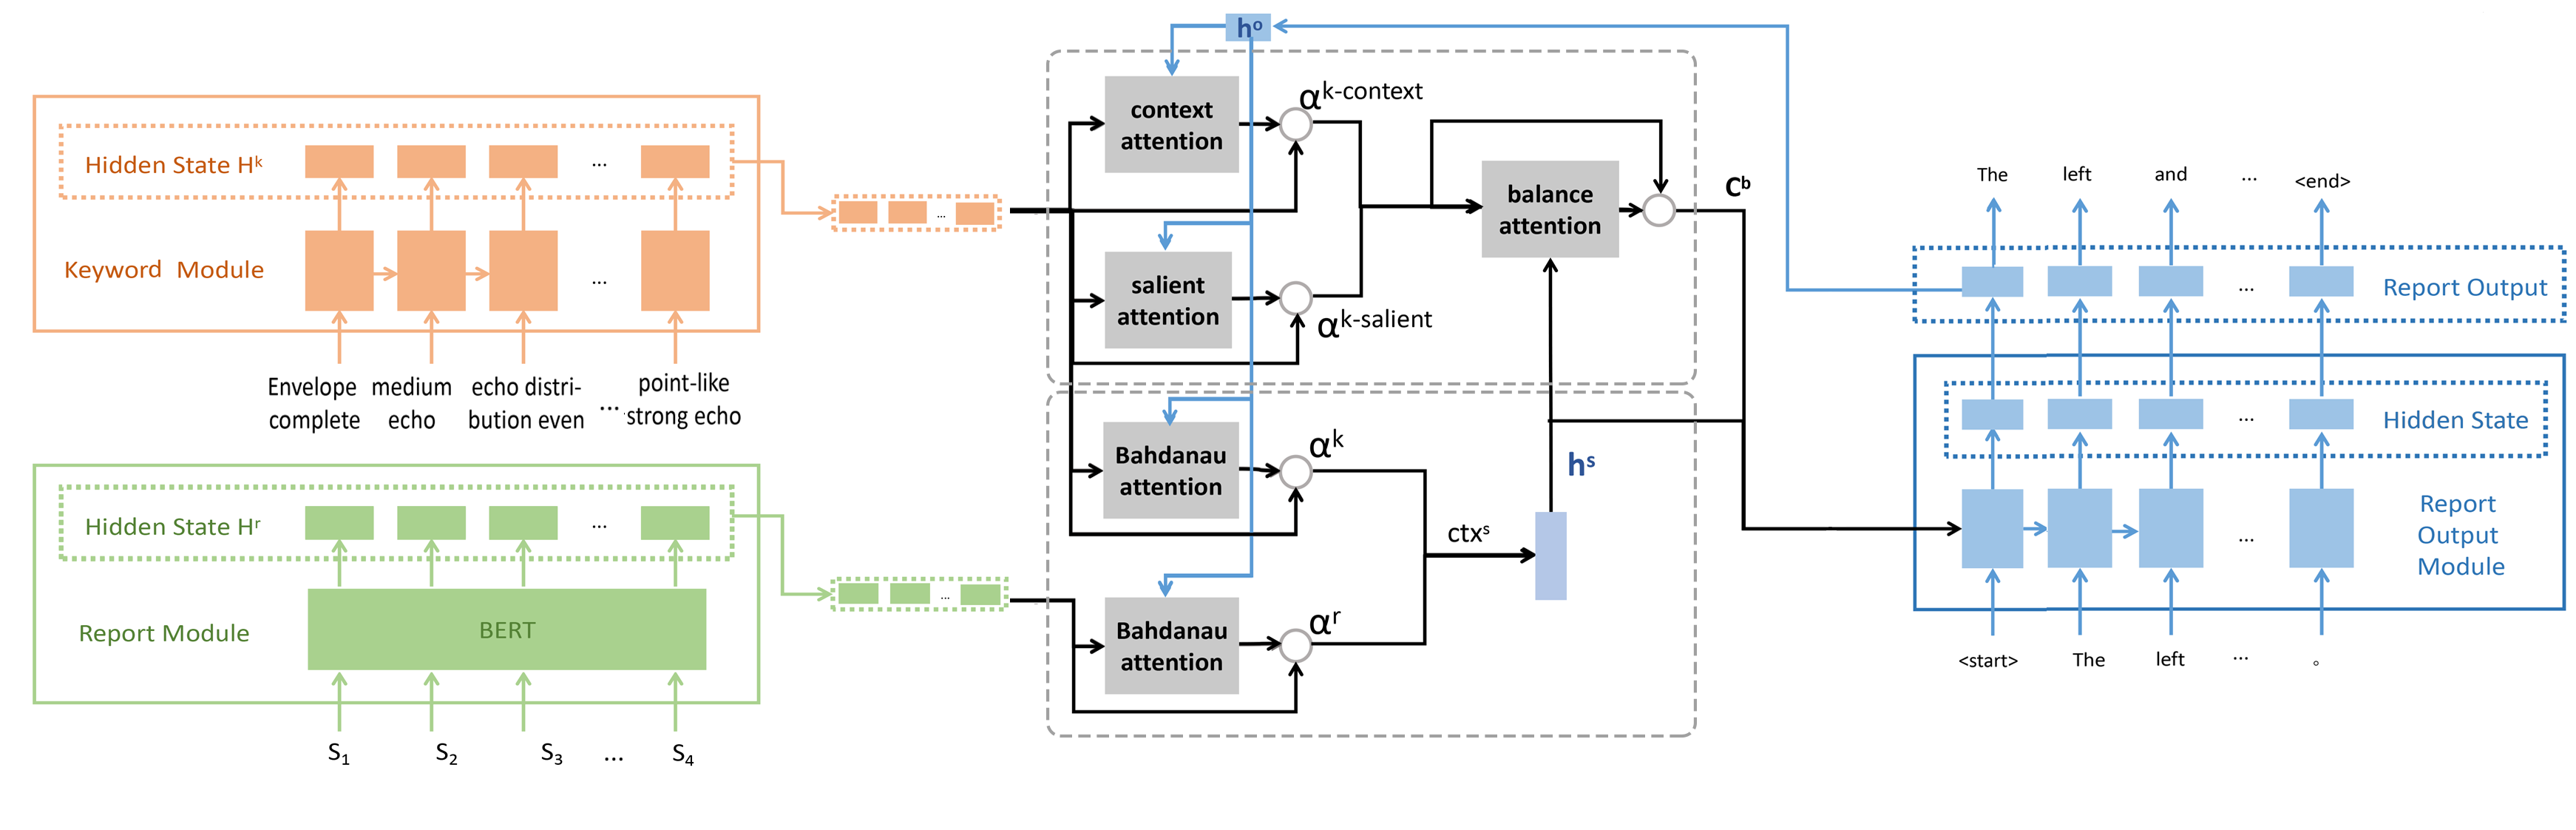 Hidden State Hᵏ
...
Keyword Module
...
Envelope
complete
medium
echo
echo distri-
bution even
...
point-like
strong echo
Hidden State Hʳ
...
Report Module
BERT
S₁
S₂
S₃
...
S₄
...
...
hᵒ
context
attention
αᵏ⁻ᶜᵒⁿᵗᵉˣᵗ
salient
attention
αᵏ⁻ˢᵃˡⁱᵉⁿᵗ
balance
attention
Cᵇ
Bahdanau
attention
αᵏ
Bahdanau
attention
αʳ
ctxˢ
hˢ
The
left
and
...
<end>
...
Report Output
...
Hidden State
...
Report
Output
Module
<start>
The
left
...
。